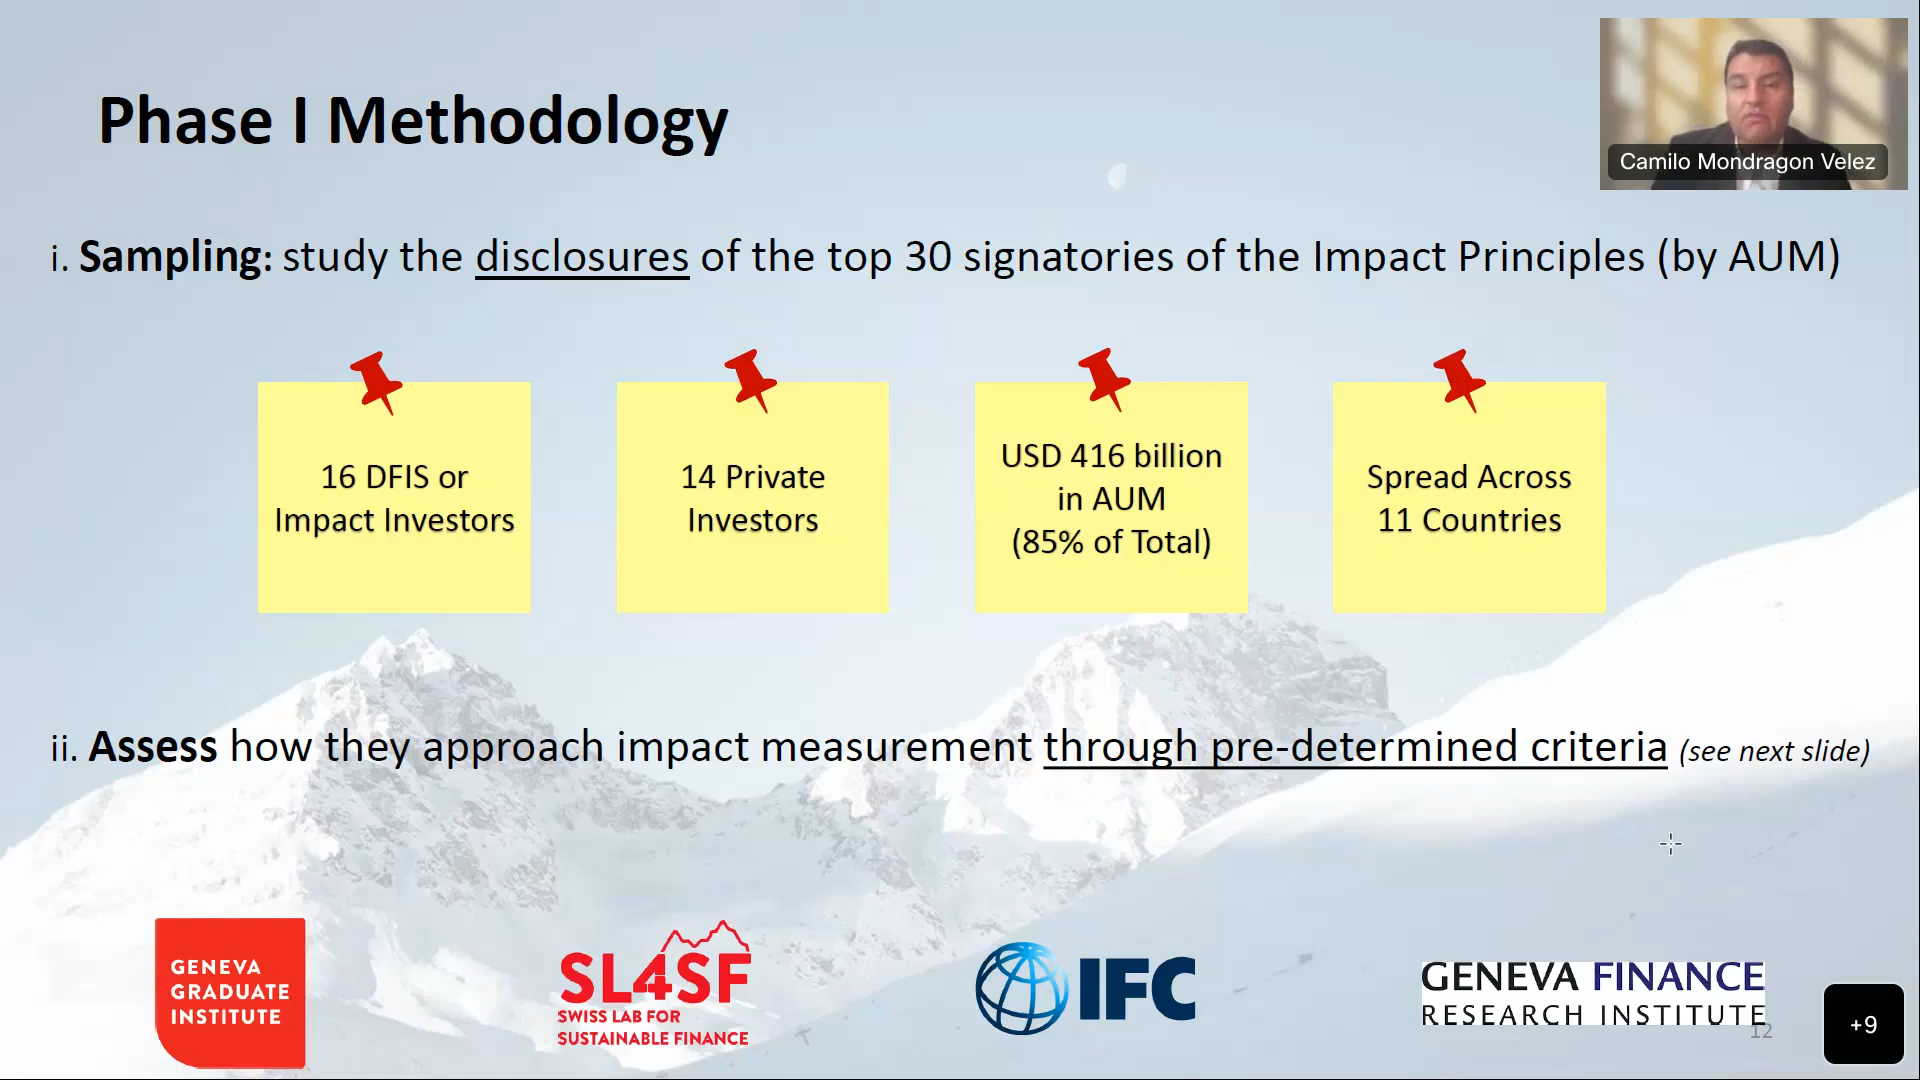 Phase I Methodology
Camilo Mondragon Velez
i. Sampling: study the disclosures of the top 30 signatories of the Impact Principles (by AUM)
16 DFIS or
Impact Investors
14 Private
Investors
USD 416 billion
in AUM
(85% of Total)
Spread Across
11 Countries
ii. Assess how they approach impact measurement through pre-determined criteria (see next slide)
GENEVA
GRADUATE
INSTITUTE
SL4SF
SWISS LAB FOR
SUSTAINABLE FINANCE
IFC
GENEVA FINANCE
RESEARCH INSTITUTE
12
+9